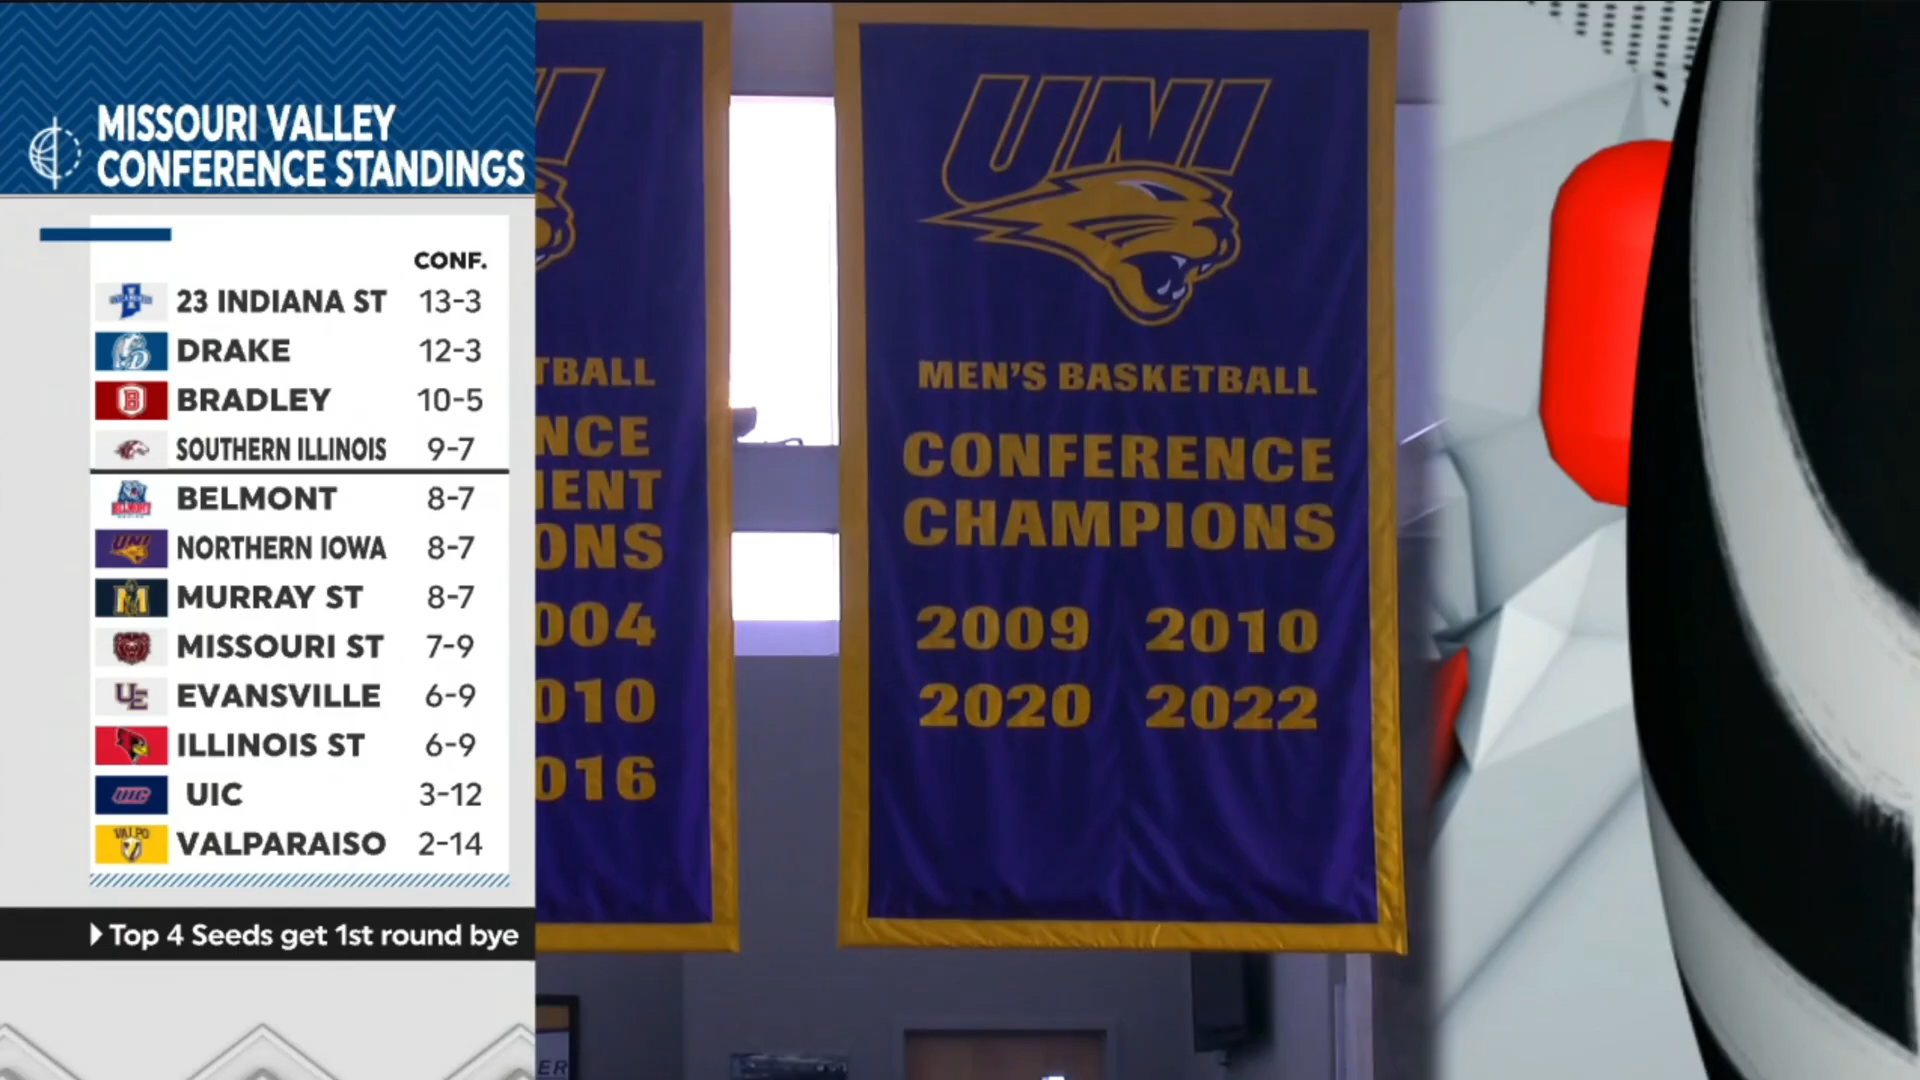 MISSOURI VALLEY
CONFERENCE STANDINGS
CONF.
23 INDIANA ST 13-3
DRAKE 12-3
BRADLEY 10-5
SOUTHERN ILLINOIS 9-7
BELMONT 8-7
NORTHERN IOWA 8-7
MURRAY ST 8-7
MISSOURI ST 7-9
EVANSVILLE 6-9
ILLINOIS ST 6-9
UIC 3-12
VALPARAISO 2-14
Top 4 Seeds get 1st round bye
TBALL
NCE
MENT
ONS
004
010
016
UNI
MEN'S BASKETBALL
CONFERENCE
CHAMPIONS
2009 2010
2020 2022
ER